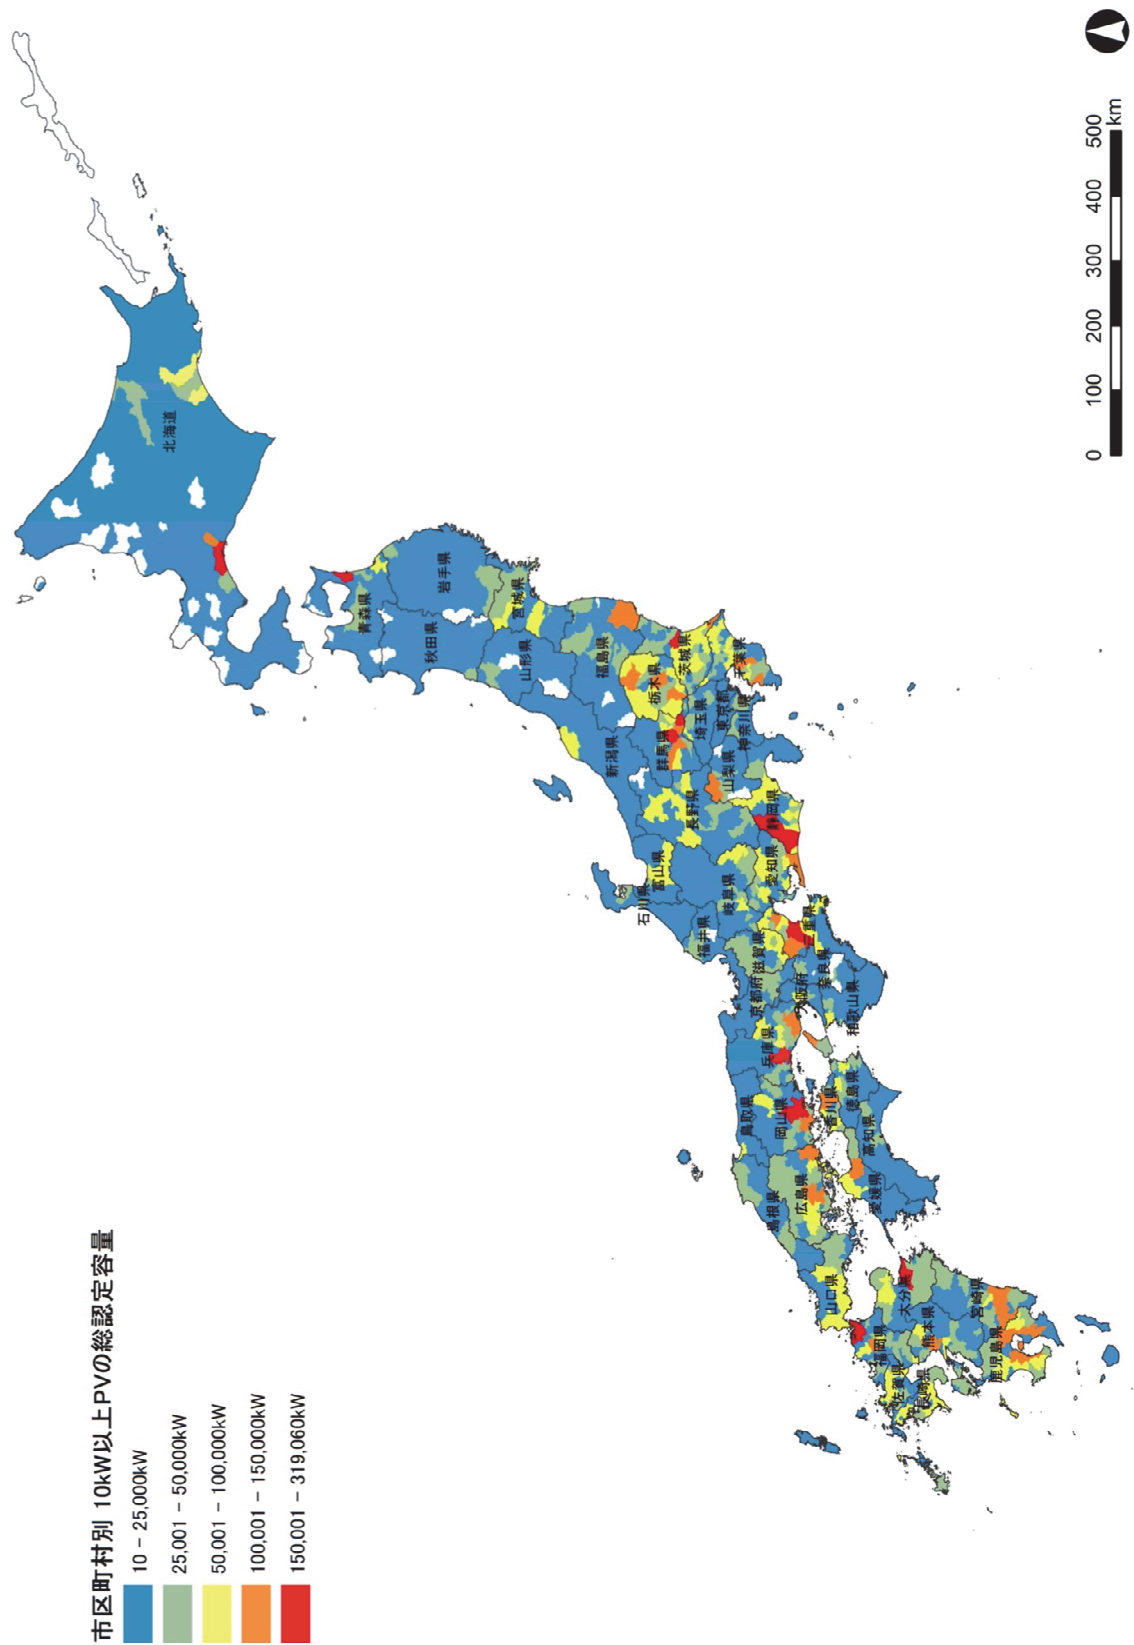 市区町村別 10kW以上PVの総認定容量
10 - 25,000kW
25,001 - 50,000kW
50,001 - 100,000kW
100,001 - 150,000kW
150,001 - 319,060kW
北海道
青森県
秋田県
岩手県
山形県
宮城県
新潟県
福島県
群馬県
栃木県
茨城県
埼玉県
東京都
千葉県
神奈川県
山梨県
長野県
静岡県
富山県
石川県
岐阜県
愛知県
福井県
滋賀県
三重県
京都府
大阪府
奈良県
和歌山県
兵庫県
鳥取県
岡山県
島根県
広島県
山口県
香川県
徳島県
高知県
愛媛県
福岡県
大分県
佐賀県
長崎県
熊本県
宮崎県
鹿児島県
0 100 200 300 400 500
km